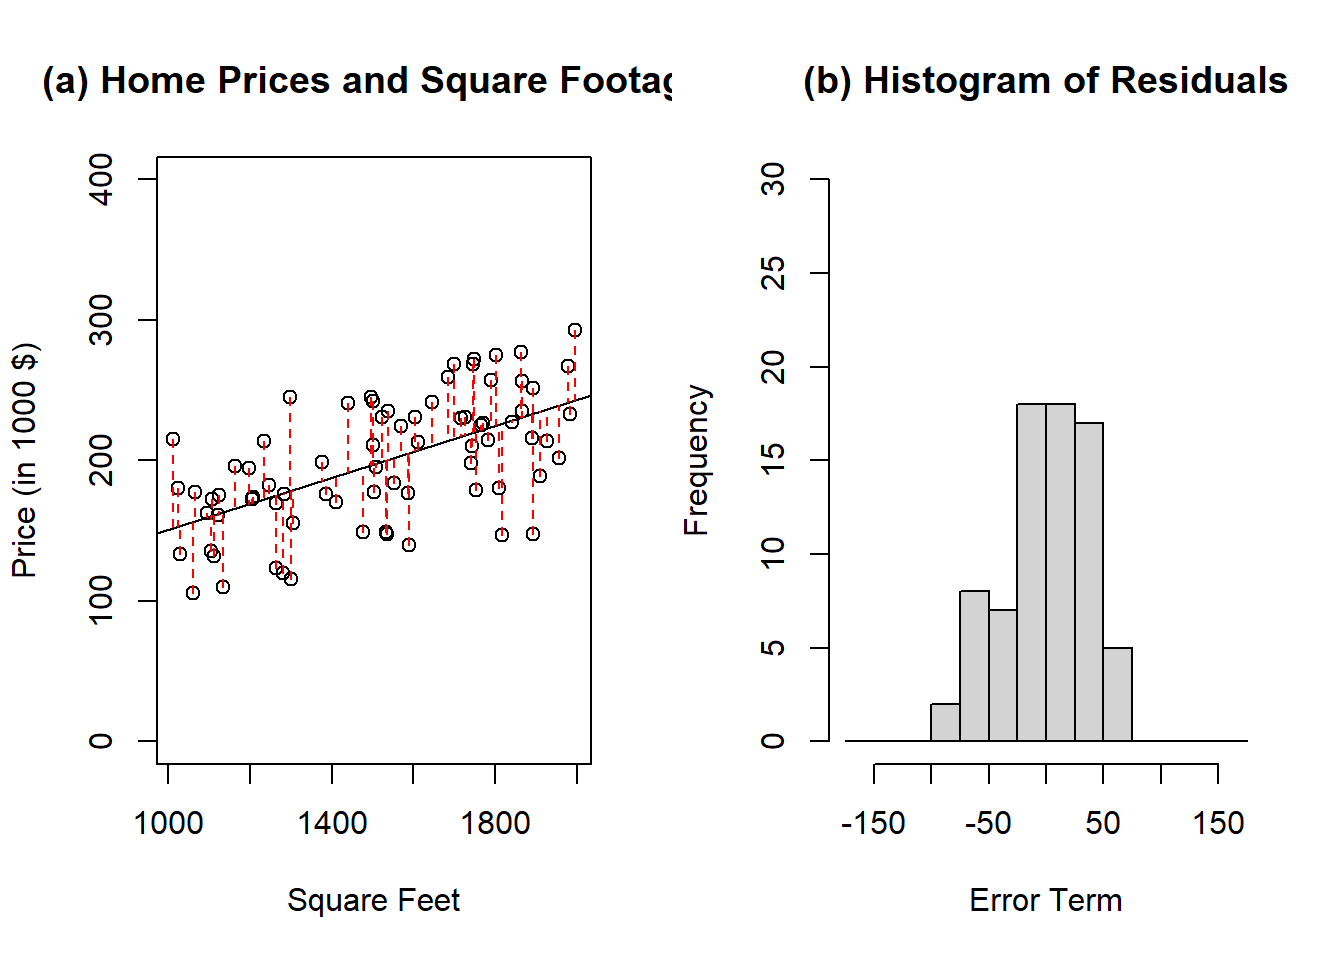 (a) Home Prices and Square Footag
Price (in 1000 $)
400
300
200
100
0
1000 1400 1800
Square Feet
(b) Histogram of Residuals
Frequency
30
25
20
15
10
5
0
-150 -50 50 150
Error Term